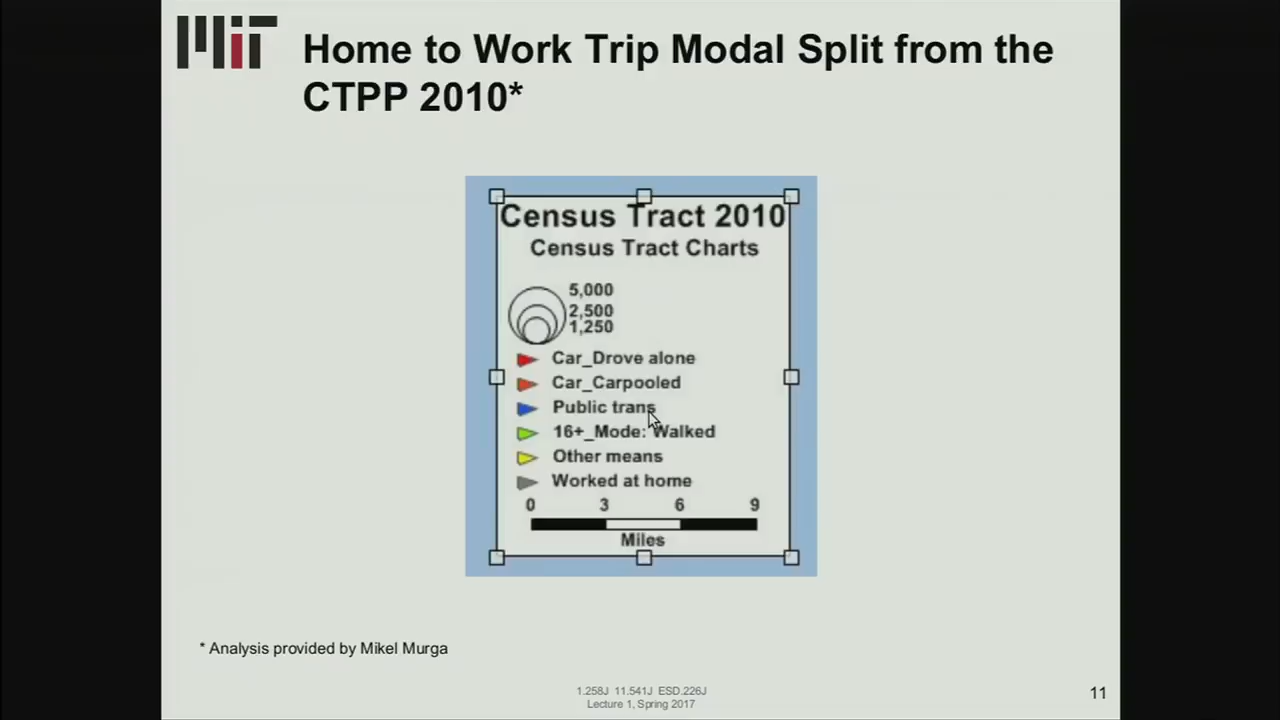 MIT
Home to Work Trip Modal Split from the
CTPP 2010*
Census Tract 2010
Census Tract Charts
5,000
2,500
1,250
Car_Drove alone
Car_Carpooled
Public trans
16+_Mode: Walked
Other means
Worked at home
0 3 6 9
Miles
* Analysis provided by Mikel Murga
1.258J 11.541J ESD.226J
Lecture 1, Spring 2017
11